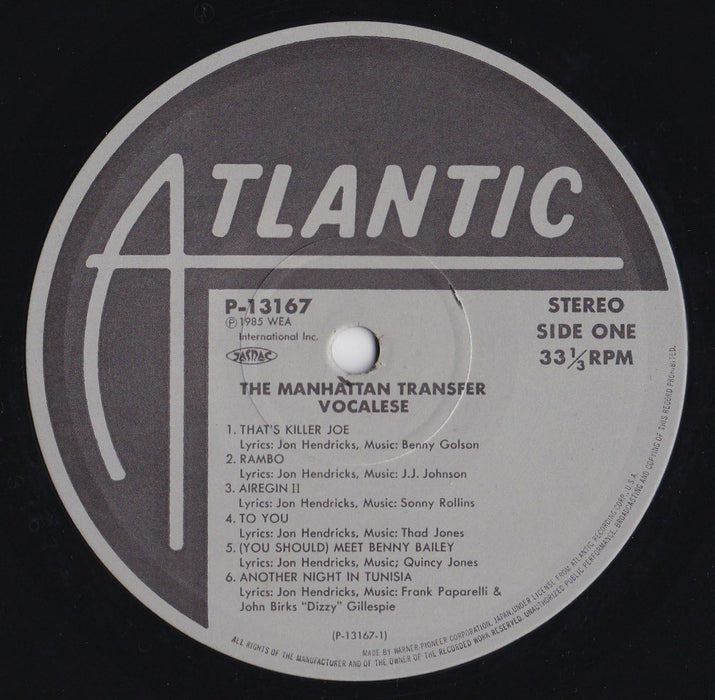 ATLANTIC
P-13167
Ⓟ1985 WEA
International Inc.
JASRAC
STEREO
SIDE ONE
33⅓RPM
THE MANHATTAN TRANSFER
VOCALESE
1. THAT'S KILLER JOE
Lyrics: Jon Hendricks, Music: Benny Golson
2. RAMBO
Lyrics: Jon Hendricks, Music: J.J. Johnson
3. AIREGIN II
Lyrics: Jon Hendricks, Music: Sonny Rollins
4. TO YOU
Lyrics: Jon Hendricks, Music: Thad Jones
5. (YOU SHOULD) MEET BENNY BAILEY
Lyrics: Jon Hendricks, Music; Quincy Jones
6. ANOTHER NIGHT IN TUNISIA
Lyrics: Jon Hendricks, Music: Frank Paparelli &
John Birks "Dizzy" Gillespie
(P-13167-1)
MADE BY WARNER-PIONEER CORPORATION, JAPAN, UNDER LICENSE FROM ATLANTIC RECORDING CORP., U.S.A.
ALL RIGHTS OF THE MANUFACTURER AND OF THE OWNER OF THE RECORDED WORK RESERVED. UNAUTHORIZED PUBLIC PERFORMANCE, BROADCASTING AND COPYING OF THIS RECORD PROHIBITED.